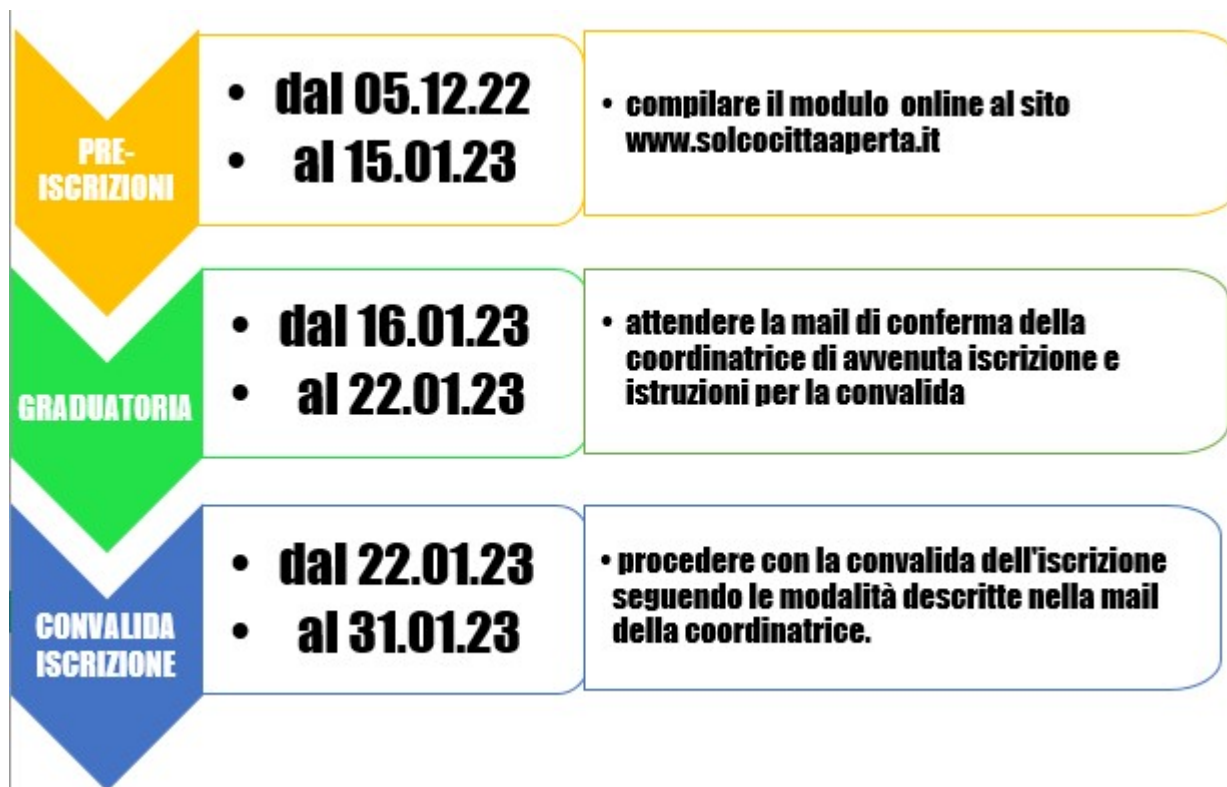 PRE-
ISCRIZIONI
• dal 05.12.22
• al 15.01.23
• compilare il modulo online al sito
www.solcocittaaperta.it
GRADUATORIA
• dal 16.01.23
• al 22.01.23
• attendere la mail di conferma della
coordinatrice di avvenuta iscrizione e
istruzioni per la convalida
CONVALIDA
ISCRIZIONE
• dal 22.01.23
• al 31.01.23
• procedere con la convalida dell'iscrizione
seguendo le modalità descritte nella mail
della coordinatrice.